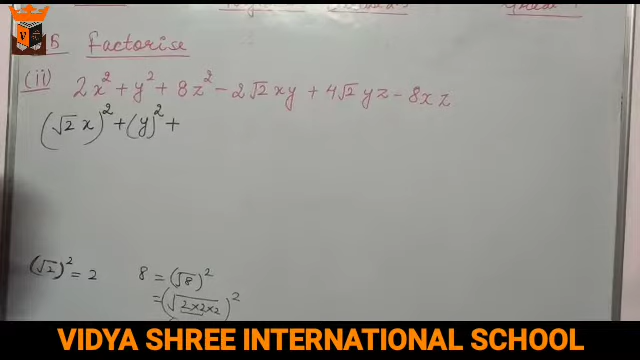 Factorise
(ii) 2x² + y² + 8z² - 2√2 xy + 4√2 yz - 8xz
(√2 x)² + (y)² +
(√2)² = 2
8 = (√8)²
= (√2×2×2)²
VIDYA SHREE INTERNATIONAL SCHOOL